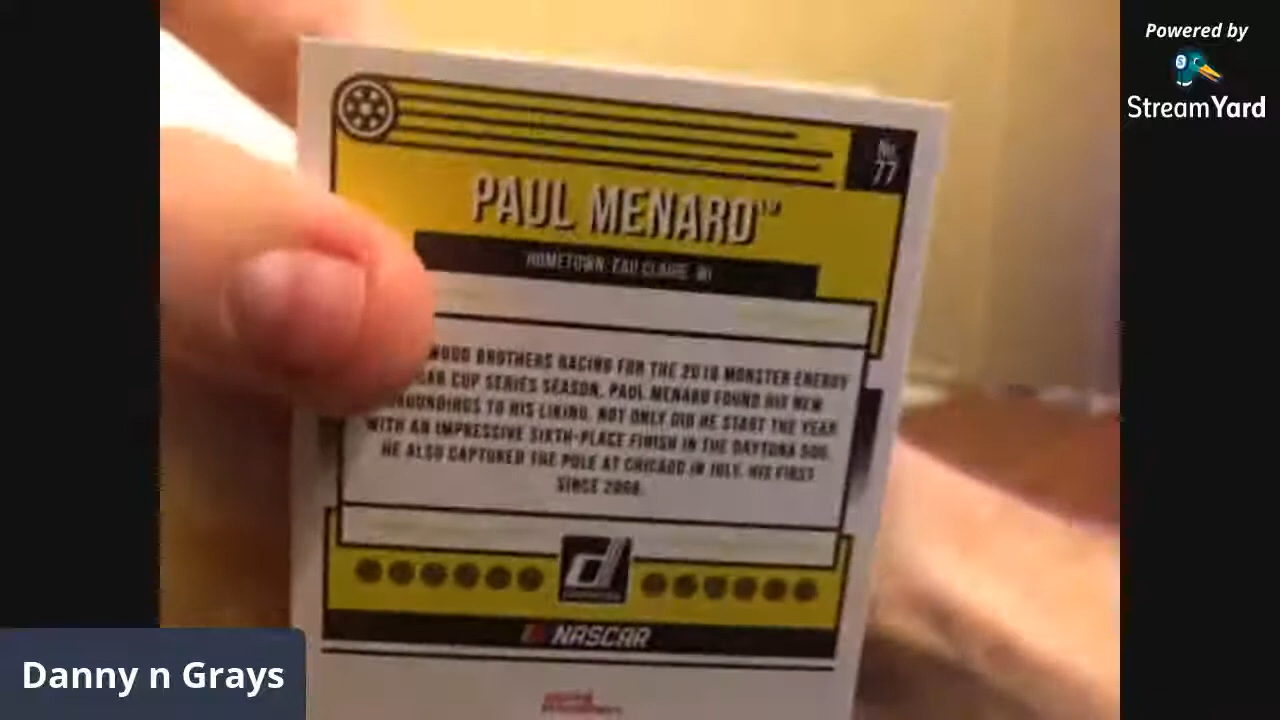 Powered by
StreamYard
No.
77
PAUL MENARD™
HOMETOWN: EAU CLAIRE, WI
WOOD BROTHERS RACING FOR THE 2018 MONSTER ENERGY
CUP SERIES SEASON, PAUL MENARD FOUND HIS NEW
TO HIS LIKING. NOT ONLY DID HE START THE YEAR
WITH AN IMPRESSIVE SIXTH-PLACE FINISH IN THE DAYTONA 500,
HE ALSO CAPTURED THE POLE AT CHICAGO IN JULY, HIS FIRST
SINCE 2008.
d
NASCAR
Danny n Grays